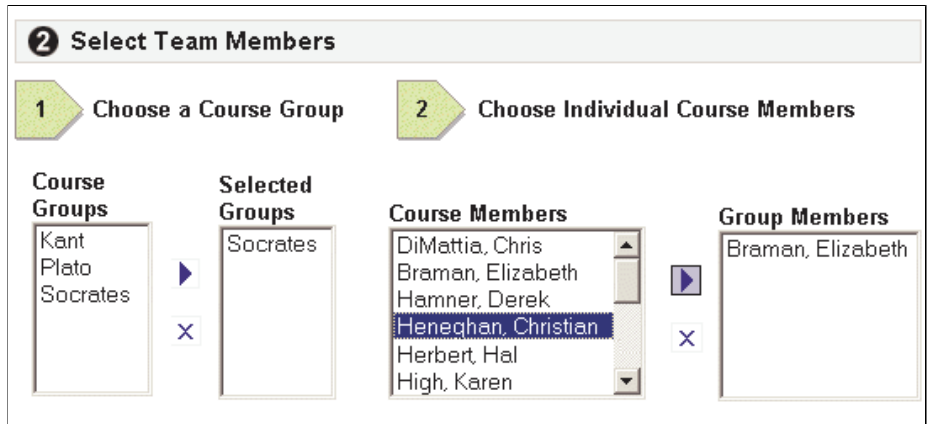 2 Select Team Members
1 Choose a Course Group
2 Choose Individual Course Members
Course
Groups
Kant
Plato
Socrates
Selected
Groups
Socrates
Course Members
DiMattia, Chris
Braman, Elizabeth
Hamner, Derek
Heneghan, Christian
Herbert, Hal
High, Karen
Group Members
Braman, Elizabeth